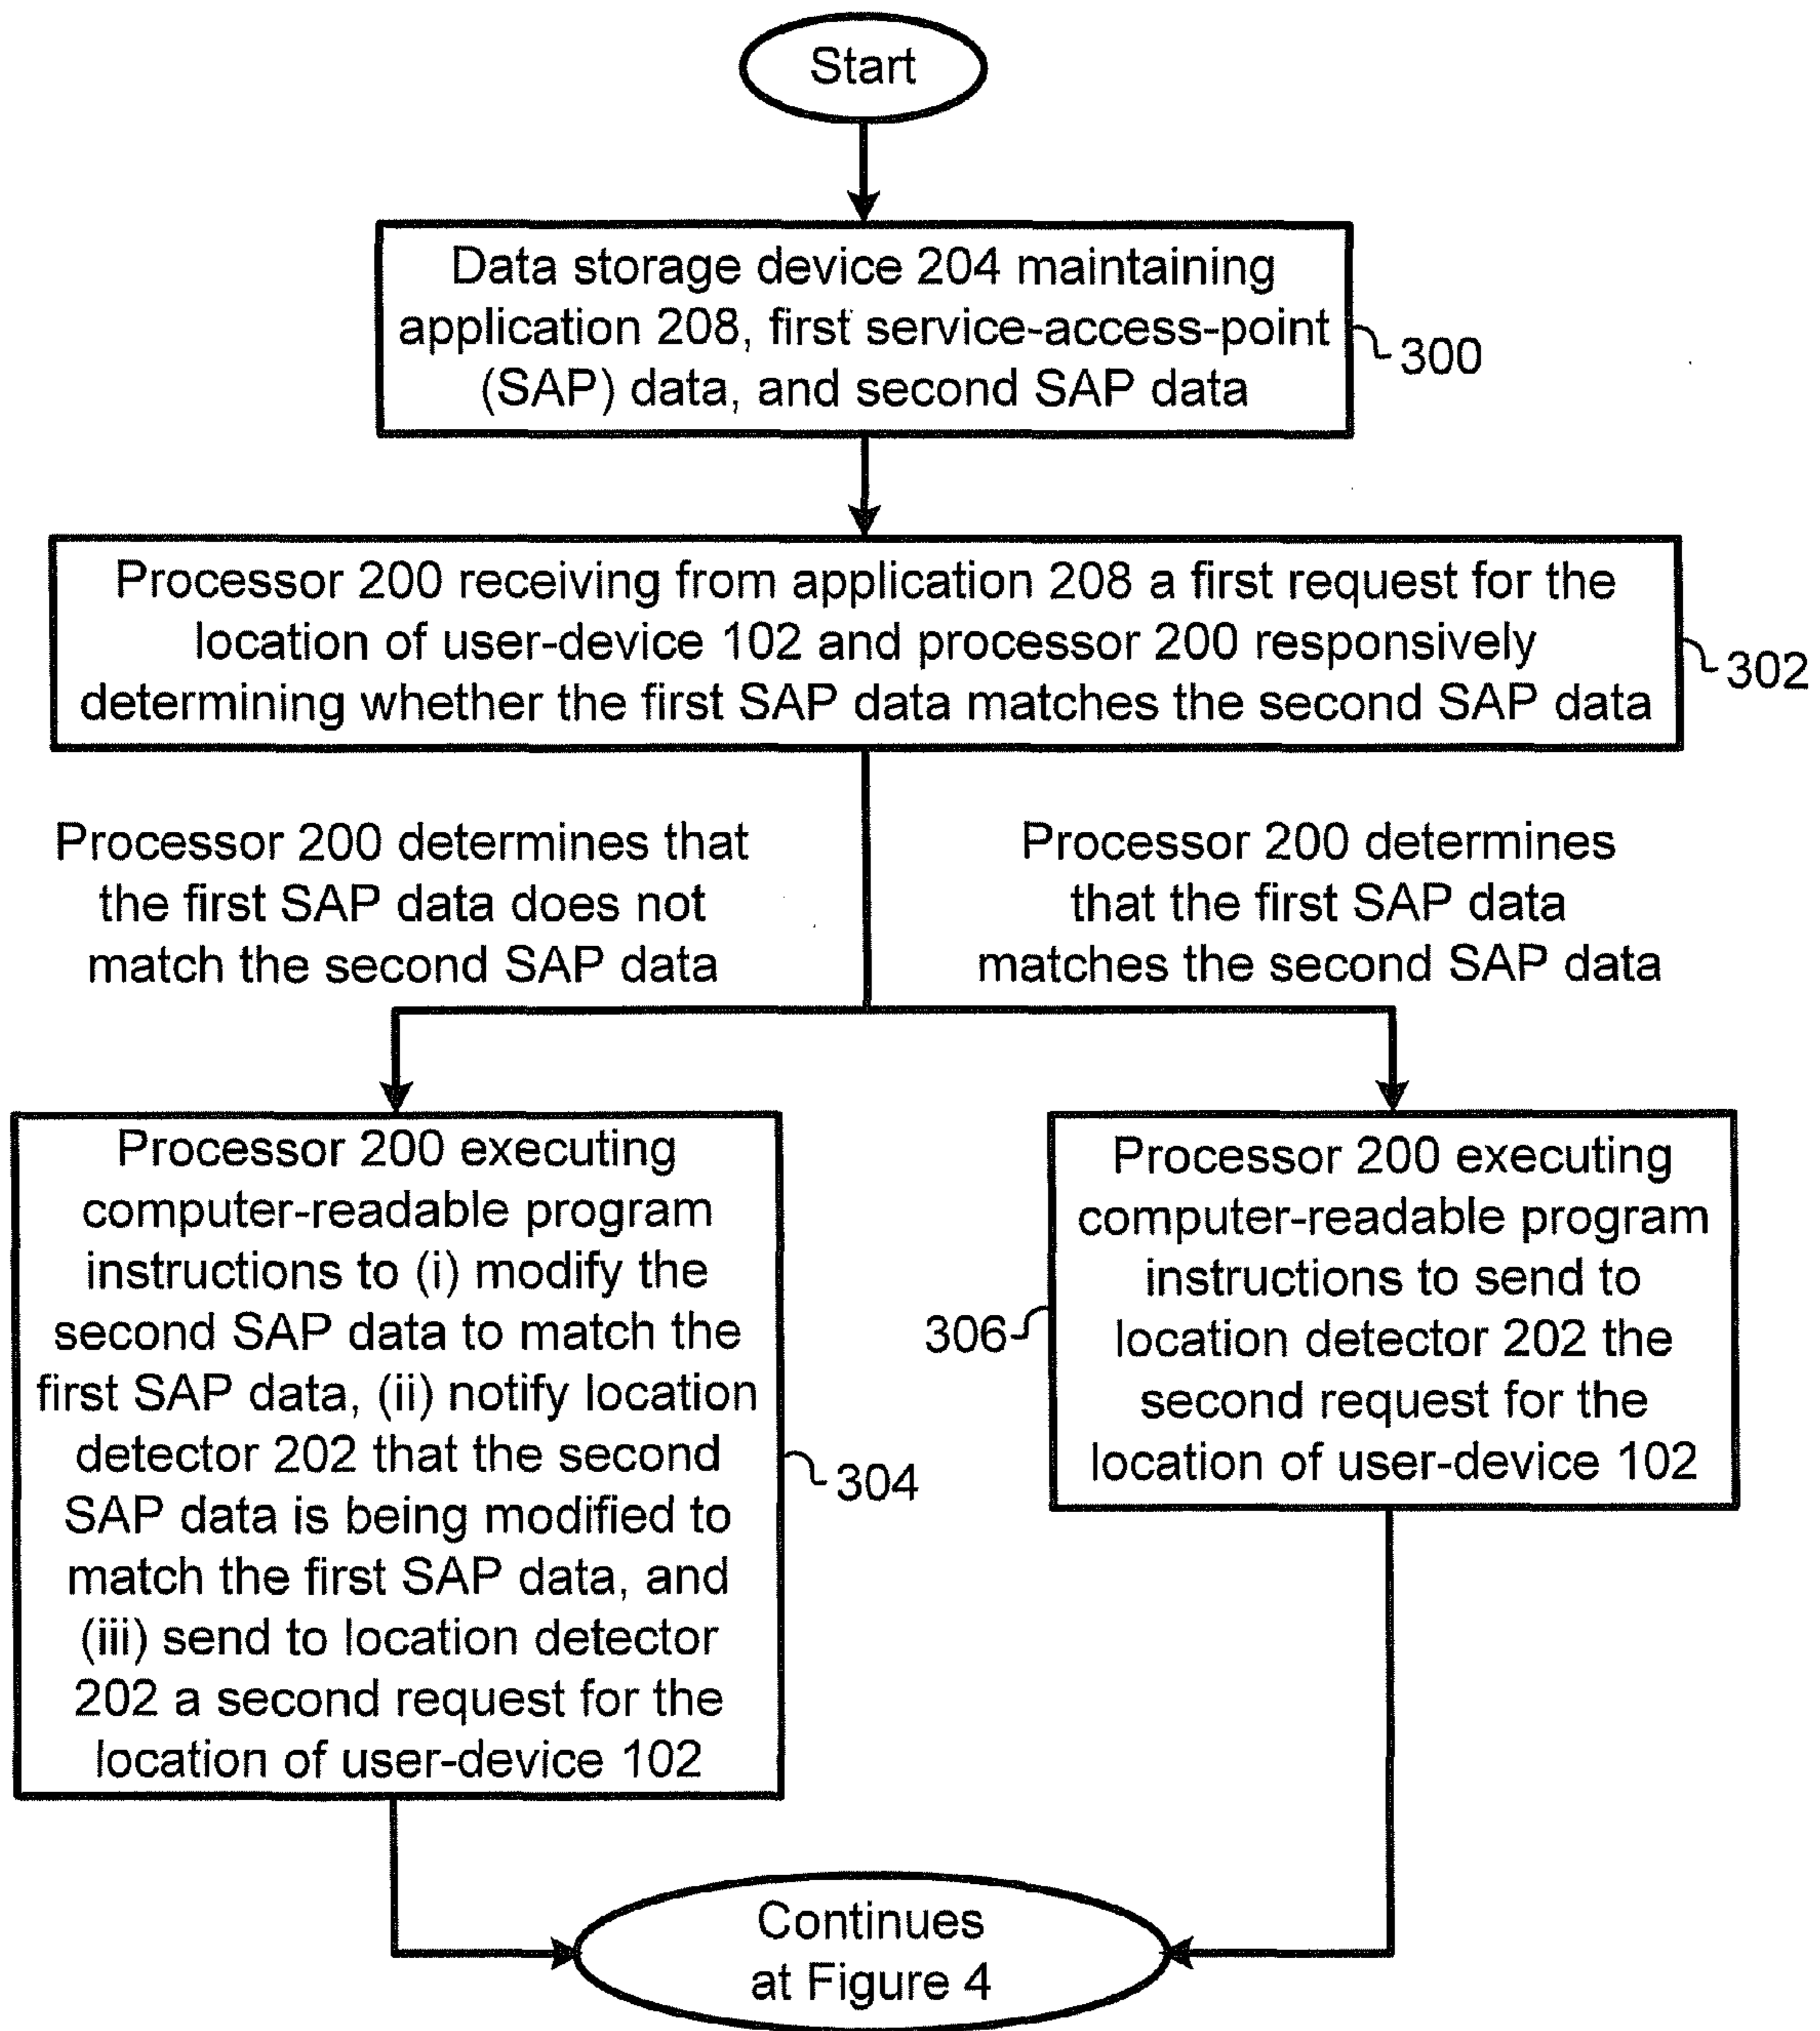 Start
Data storage device 204 maintaining
application 208, first service-access-point
(SAP) data, and second SAP data
300
Processor 200 receiving from application 208 a first request for the
location of user-device 102 and processor 200 responsively
determining whether the first SAP data matches the second SAP data
302
Processor 200 determines that
the first SAP data does not
match the second SAP data
Processor 200 determines
that the first SAP data
matches the second SAP data
Processor 200 executing
computer-readable program
instructions to (i) modify the
second SAP data to match the
first SAP data, (ii) notify location
detector 202 that the second
SAP data is being modified to
match the first SAP data, and
(iii) send to location detector
202 a second request for the
location of user-device 102
304
Processor 200 executing
computer-readable program
instructions to send to
location detector 202 the
second request for the
location of user-device 102
306
Continues
at Figure 4